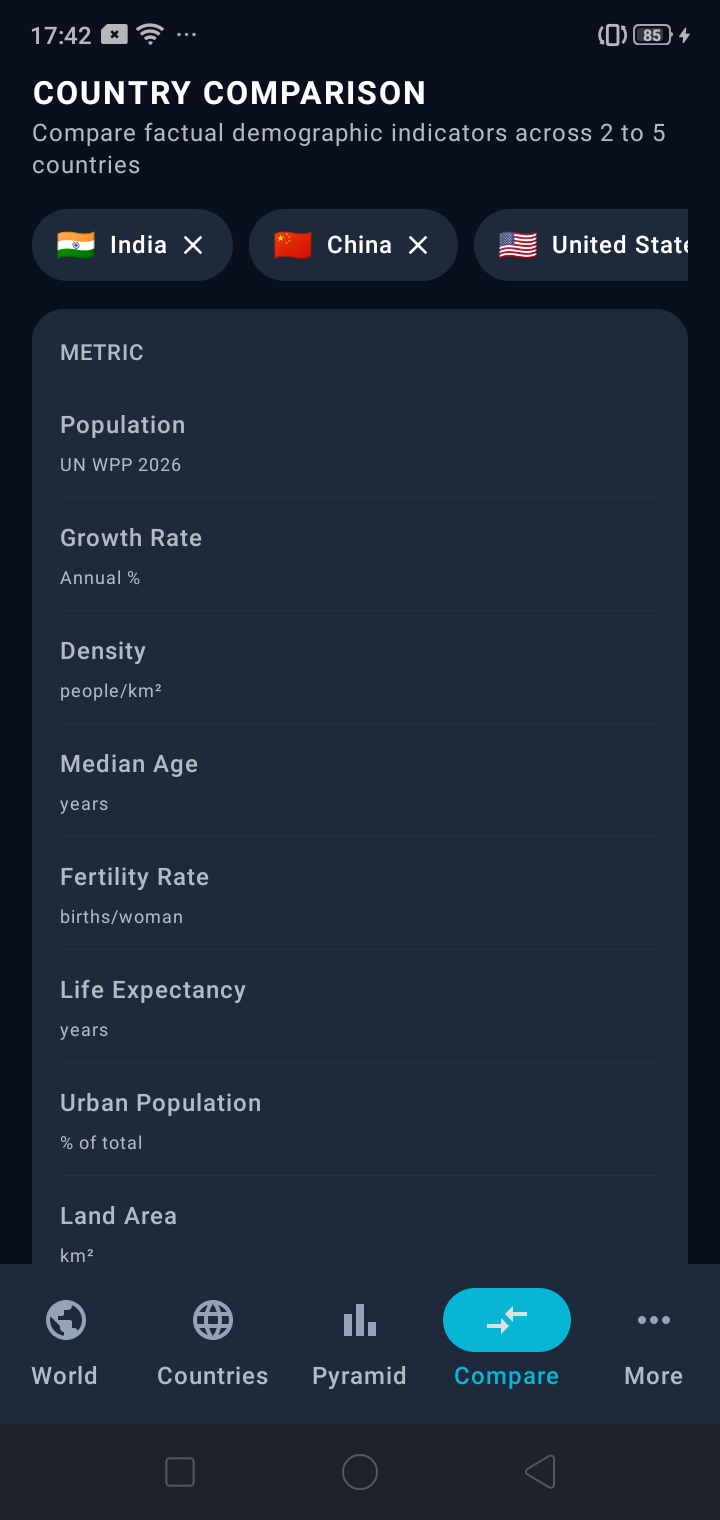 17:42
85
COUNTRY COMPARISON
Compare factual demographic indicators across 2 to 5
countries
India
China
United State
METRIC
Population
UN WPP 2026
Growth Rate
Annual %
Density
people/km²
Median Age
years
Fertility Rate
births/woman
Life Expectancy
years
Urban Population
% of total
Land Area
km²
World
Countries
Pyramid
Compare
More